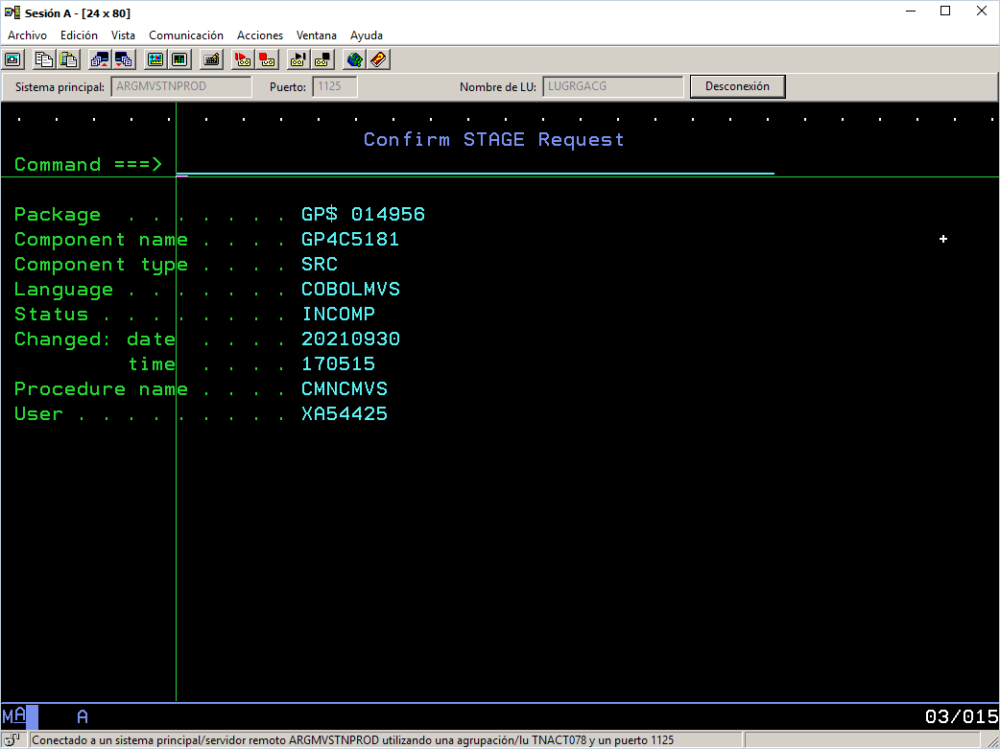 Sesión A - [24 x 80]
Archivo Edición Vista Comunicación Acciones Ventana Ayuda
Sistema principal: ARGMVSTNPROD Puerto: 1125 Nombre de LU: LUGRGACG Desconexión
Confirm STAGE Request
Command ===>
Package . . . . . . . GP$ 014956
Component name . . . . GP4C5181 +
Component type . . . . SRC
Language . . . . . . . COBOLMVS
Status . . . . . . . . INCOMP
Changed: date . . . . 20210930
time . . . . 170515
Procedure name . . . . CMNCMVS
User . . . . . . . . . XA54425
MA A 03/015
Conectado a un sistema principal/servidor remoto ARGMVSTNPROD utilizando una agrupación/lu TNACT078 y un puerto 1125